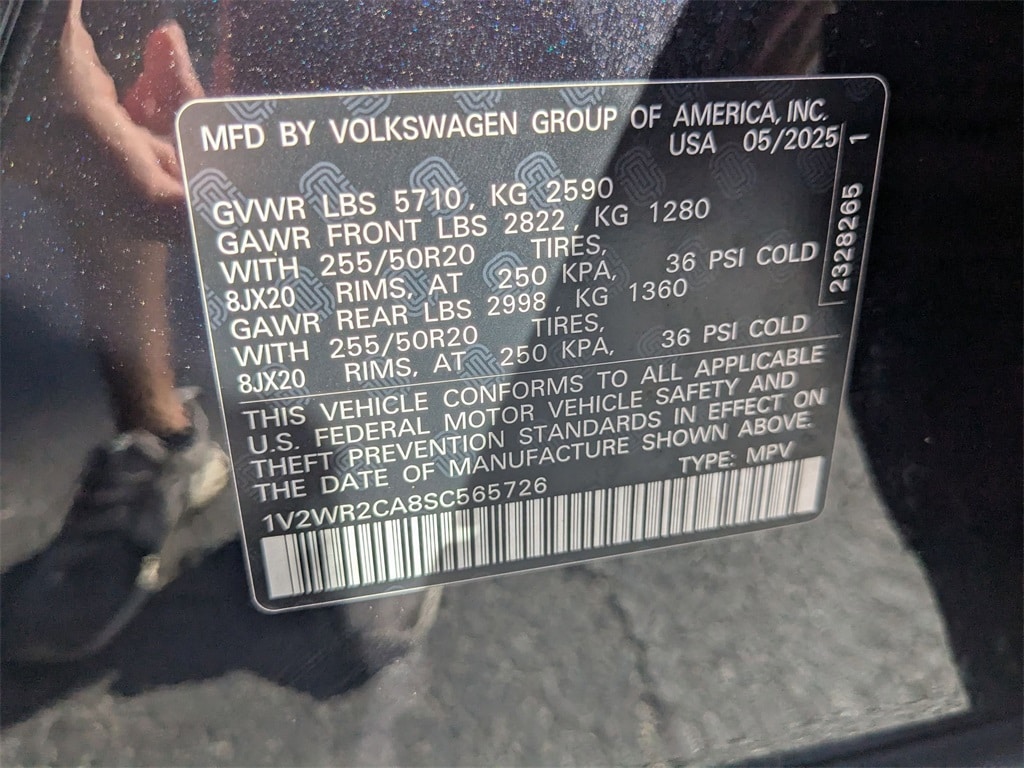 MFD BY VOLKSWAGEN GROUP OF AMERICA, INC.
USA 05/2025
GVWR LBS 5710, KG 2590
GAWR FRONT LBS 2822, KG 1280
WITH 255/50R20 TIRES,
8JX20 RIMS, AT 250 KPA, 36 PSI COLD
GAWR REAR LBS 2998, KG 1360
WITH 255/50R20 TIRES,
8JX20 RIMS, AT 250 KPA, 36 PSI COLD
THIS VEHICLE CONFORMS TO ALL APPLICABLE
U.S. FEDERAL MOTOR VEHICLE SAFETY AND
THEFT PREVENTION STANDARDS IN EFFECT ON
THE DATE OF MANUFACTURE SHOWN ABOVE.
1V2WR2CA8SC565726 TYPE: MPV
2328265 1